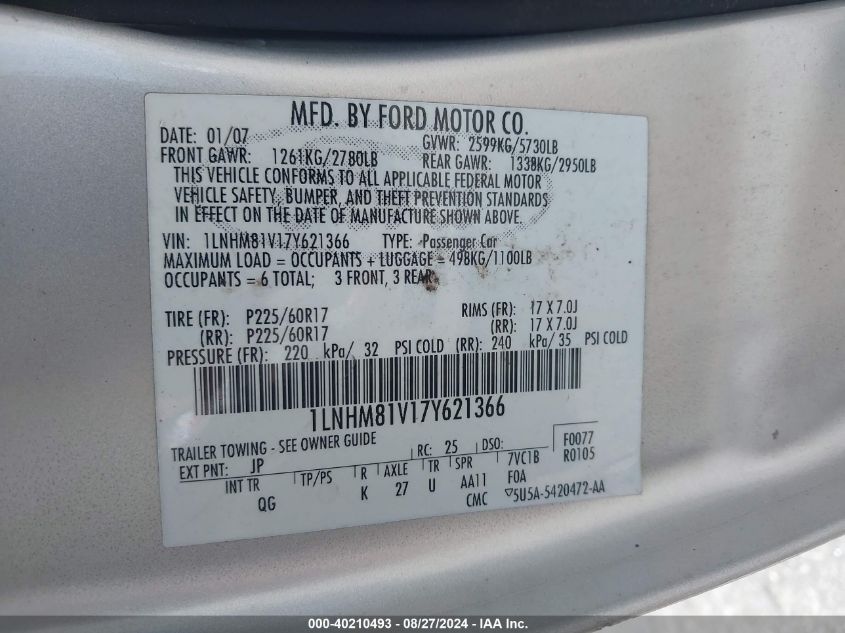 MFD. BY FORD MOTOR CO.
DATE: 01/07 GVWR: 2599KG/5730LB
FRONT GAWR: 1261KG/2780LB REAR GAWR: 1338KG/2950LB
THIS VEHICLE CONFORMS TO ALL APPLICABLE FEDERAL MOTOR
VEHICLE SAFETY, BUMPER, AND THEFT PREVENTION STANDARDS
IN EFFECT ON THE DATE OF MANUFACTURE SHOWN ABOVE.
VIN: 1LNHM81V17Y621366 TYPE: Passenger Car
MAXIMUM LOAD = OCCUPANTS + LUGGAGE = 498KG/1100LB
OCCUPANTS = 6 TOTAL; 3 FRONT, 3 REAR
TIRE (FR): P225/60R17 RIMS (FR): 17 X 7.0J
(RR): P225/60R17 (RR): 17 X 7.0J
PRESSURE (FR): 220 kPa/ 32 PSI COLD (RR): 240 kPa/ 35 PSI COLD
1LNHM81V17Y621366
TRAILER TOWING - SEE OWNER GUIDE RC: 25 DSO: F0077
EXT PNT: JP R0105
INT TR TP/PS R AXLE TR SPR 7VC1B
QG K 27 U AA11 FOA
CMC 5U5A-5420472-AA
000-40210493 - 08/27/2024 - IAA Inc.